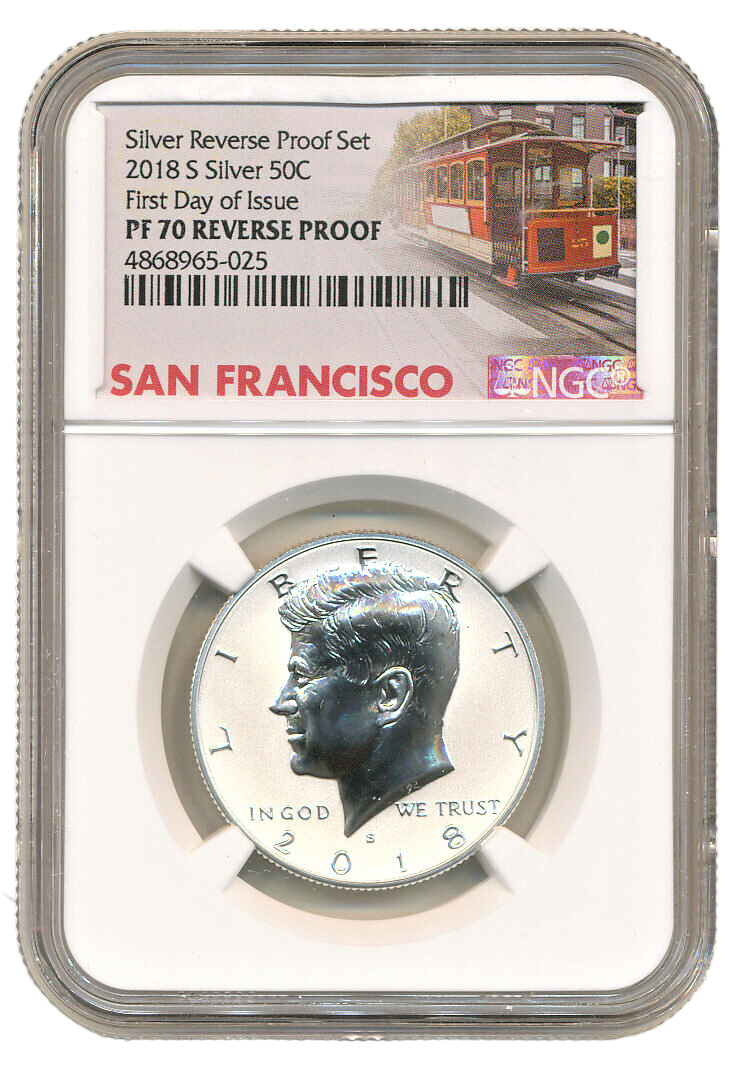 Silver Reverse Proof Set
2018 S Silver 50C
First Day of Issue
PF 70 REVERSE PROOF
4868965-025
SAN FRANCISCO
NGC®
LIBERTY
IN GOD WE TRUST
S
2018